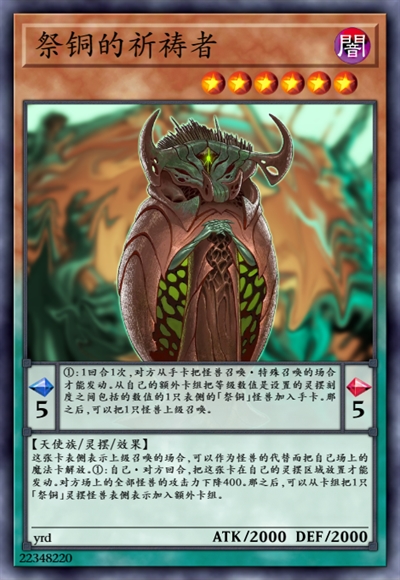 祭铜的祈祷者
闇
①:1回合1次,对方从手卡把怪兽召唤・特殊召唤的场合
才能发动。从自己的额外卡组把等级数值是设置的灵摆刻
度之间包括的数值的1只表侧的「祭铜」怪兽加入手卡。那
之后,可以把1只怪兽上级召唤。
5
5
【天使族/灵摆/效果】
这张卡表侧表示上级召唤的场合,可以作为怪兽的代替而把自己场上的
魔法卡解放。①:自己・对方回合,把这张卡在自己的灵摆区域放置才能
发动。对方场上的全部怪兽的攻击力下降400。那之后,可以从卡组把1只
「祭铜」灵摆怪兽表侧表示加入额外卡组。
yrd
ATK/2000 DEF/2000
22348220